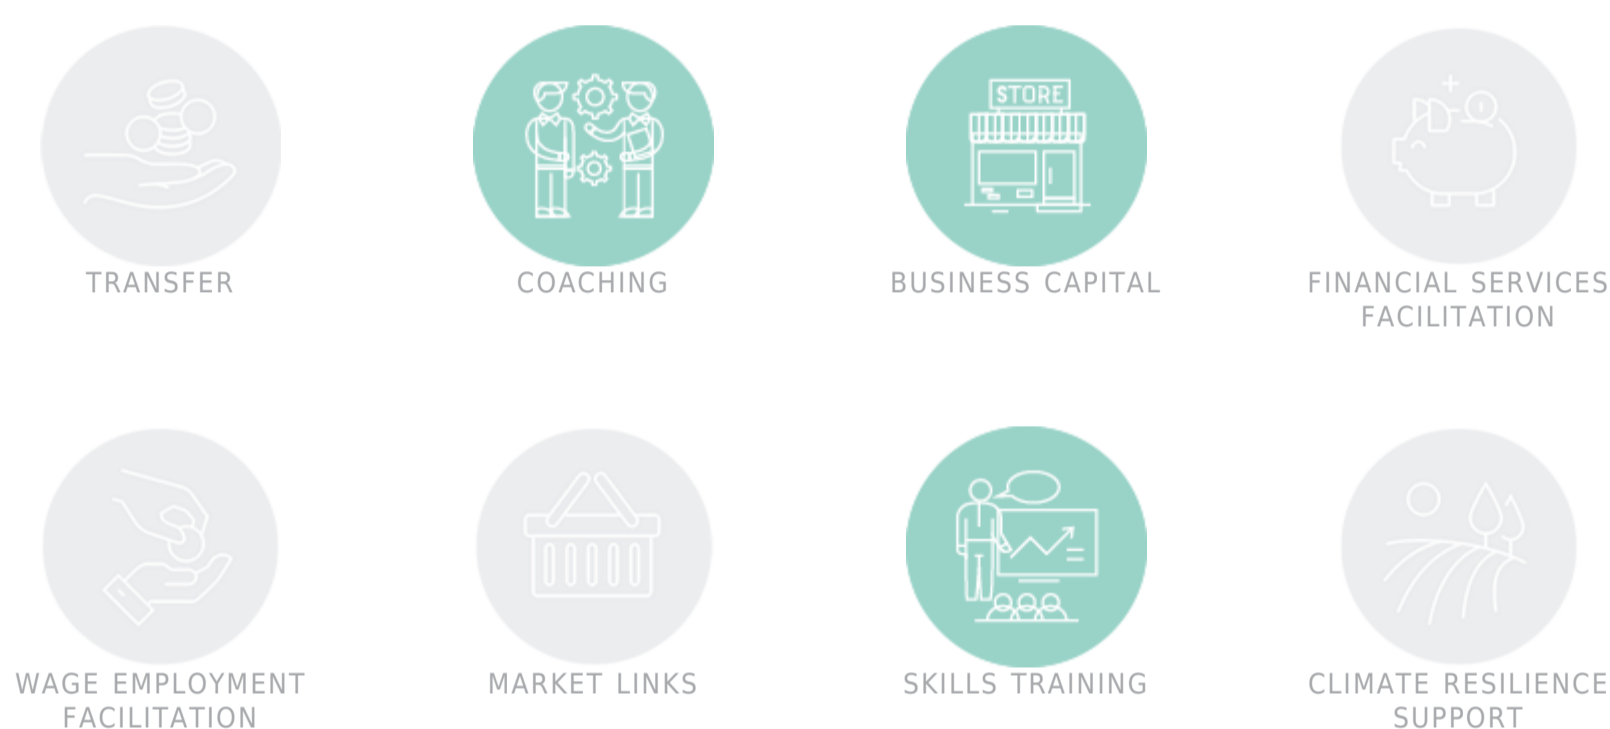 TRANSFER
COACHING
STORE
BUSINESS CAPITAL
FINANCIAL SERVICES
FACILITATION
WAGE EMPLOYMENT
FACILITATION
MARKET LINKS
SKILLS TRAINING
CLIMATE RESILIENCE
SUPPORT